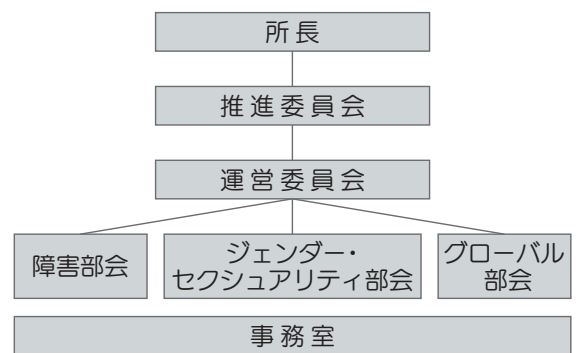 所長
推進委員会
運営委員会
障害部会
ジェンダー・
セクシュアリティ部会
グローバル
部会
事務室